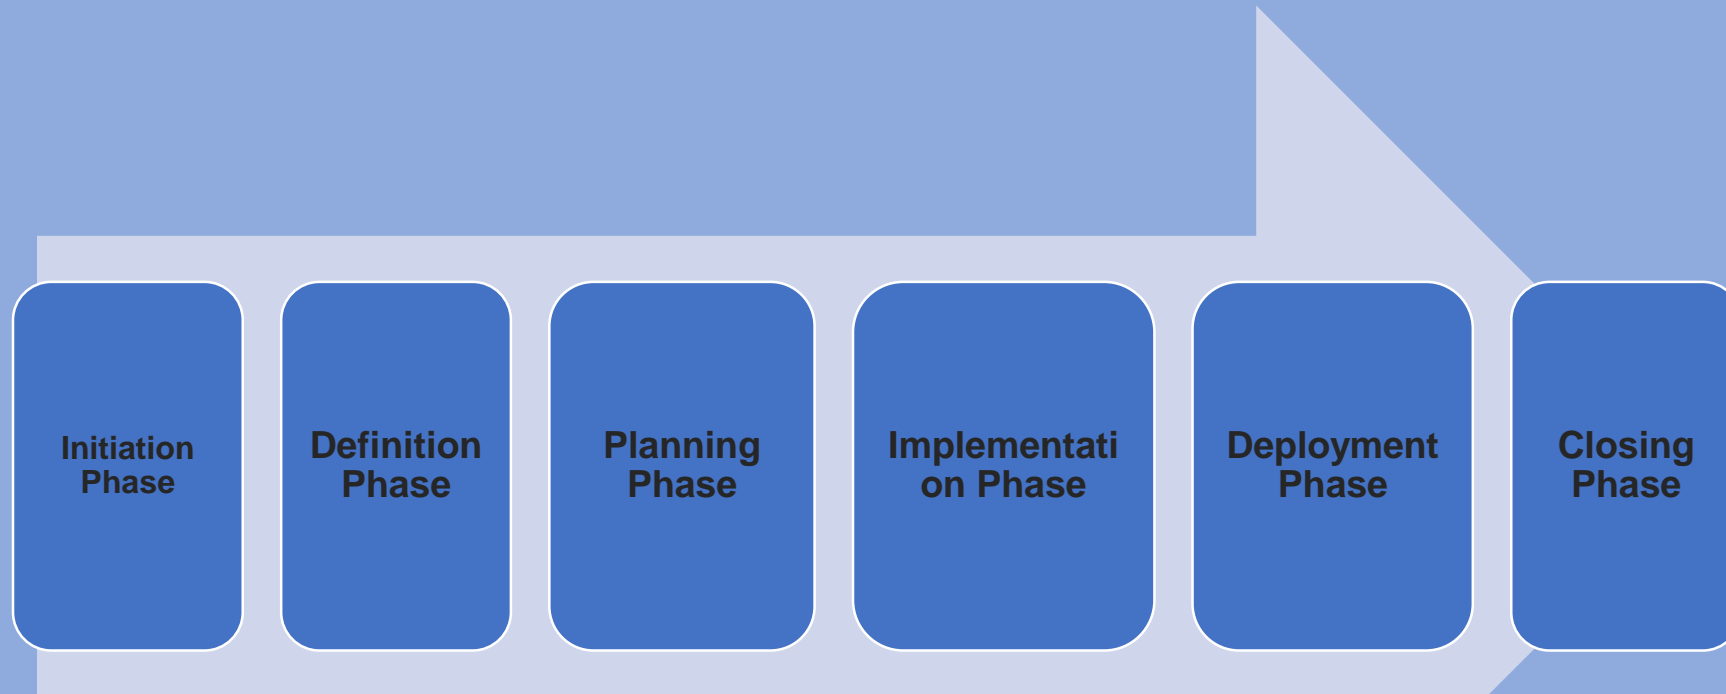 Initiation
Phase
Definition
Phase
Planning
Phase
Implementati
on Phase
Deployment
Phase
Closing
Phase